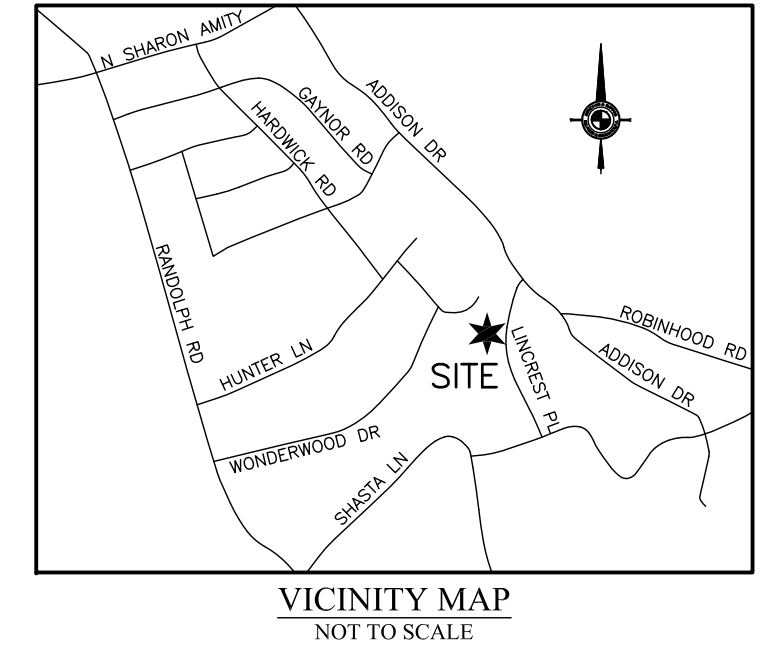 N SHARON AMITY
ADDISON DR
GAYNOR RD
HARDWICK RD
RANDOLPH RD
ROBINHOOD RD
LINCREST PL
ADDISON DR
HUNTER LN
SITE
WONDERWOOD DR
SHASTA LN
VICINITY MAP
NOT TO SCALE